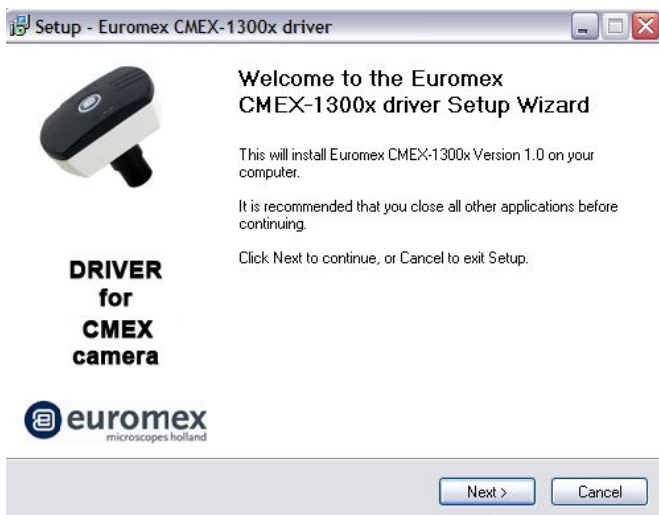 Setup - Euromex CMEX-1300x driver
Welcome to the Euromex
CMEX-1300x driver Setup Wizard
This will install Euromex CMEX-1300x Version 1.0 on your
computer.
It is recommended that you close all other applications before
continuing.
Click Next to continue, or Cancel to exit Setup.
DRIVER
for
CMEX
camera
euromex
microscopes holland
Next >
Cancel